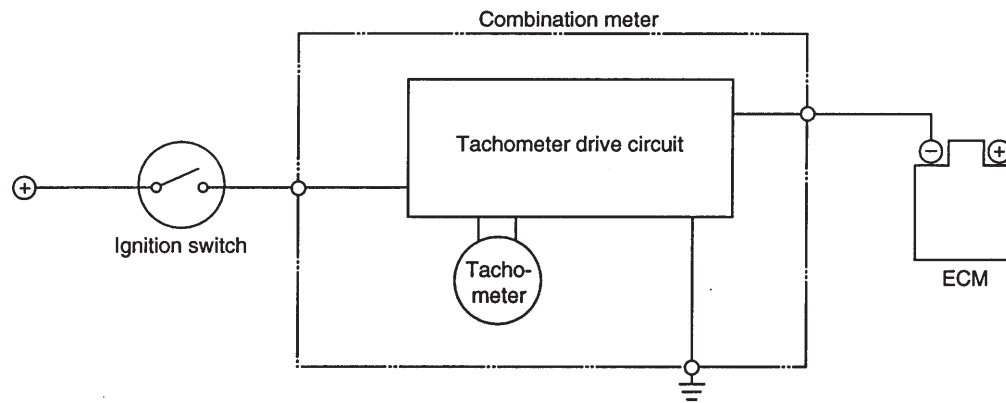 Combination meter
Tachometer drive circuit
+
Ignition switch
Tacho-
meter
− +
ECM